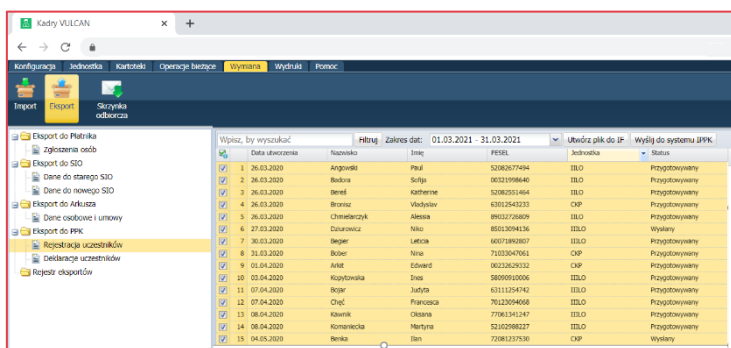 Kadry VULCAN
Konfiguracja Jednostka Kartoteki Operacje bieżące Wymiana Wydruki Pomoc
Import Eksport Skrzynka odbiorcza
Eksport do Płatnika
Zgłoszenia osób
Eksport do SIO
Dane do starego SIO
Dane do nowego SIO
Eksport do Arkusza
Dane osobowe i umowy
Eksport do PPK
Rejestracja uczestników
Deklaracje uczestników
Rejestr eksportów
Wpisz, by wyszukać Filtruj Zakres dat: 01.03.2021 - 31.03.2021 Utwórz plik do IF Wyślij do systemu iPPK
Data utworzenia Nazwisko Imię PESEL Jednostka Status
1 26.03.2020 Angowski Paul 52082677494 IILO Przygotowywany
2 26.03.2020 Badora Sofija 00321998640 IILO Przygotowywany
3 26.03.2020 Bereś Katherine 52082551464 IILO Przygotowywany
4 26.03.2020 Bronisz Vladyslav 63012543233 CKP Przygotowywany
5 26.03.2020 Chmielarczyk Alessia 89032726809 IILO Przygotowywany
6 27.03.2020 Dziurowicz Niko 85013094136 IIILO Wysłany
7 30.03.2020 Begier Leticia 60071892807 IIILO Przygotowywany
8 31.03.2020 Bober Nina 71033047061 CKP Przygotowywany
9 01.04.2020 Arkit Edward 00232629332 CKP Przygotowywany
10 03.04.2020 Kopytowska Ines 58090910006 IIILO Przygotowywany
11 07.04.2020 Bojar Judyta 63111254742 IIILO Przygotowywany
12 07.04.2020 Chęć Francesca 70123094068 IIILO Przygotowywany
13 08.04.2020 Kawnik Oksana 77061341247 IIILO Przygotowywany
14 08.04.2020 Komaniecka Martyna 52102988227 IIILO Przygotowywany
15 04.05.2020 Benka Ilan 72081237530 CKP Wysłany